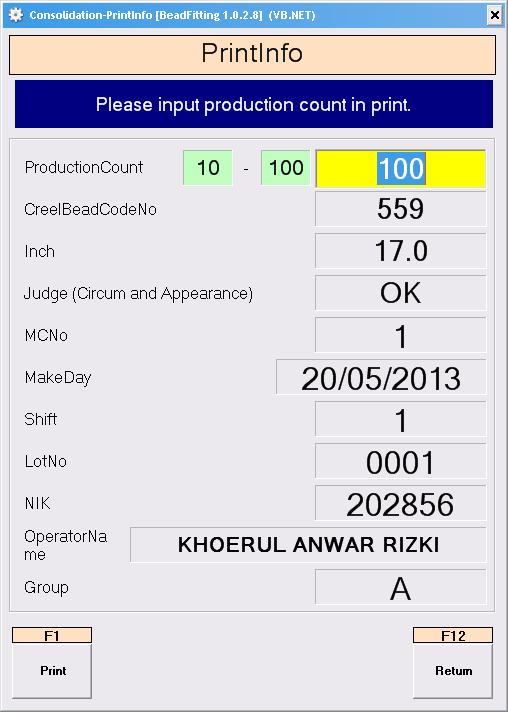 Consolidation-PrintInfo [BeadFitting 1.0.2.8] (VB.NET)
PrintInfo
Please input production count in print.
ProductionCount 10 - 100 100
CreelBeadCodeNo 559
Inch 17.0
Judge (Circum and Appearance) OK
MCNo 1
MakeDay 20/05/2013
Shift 1
LotNo 0001
NIK 202856
OperatorNa
me KHOERUL ANWAR RIZKI
Group A
F1 F12
Print Return